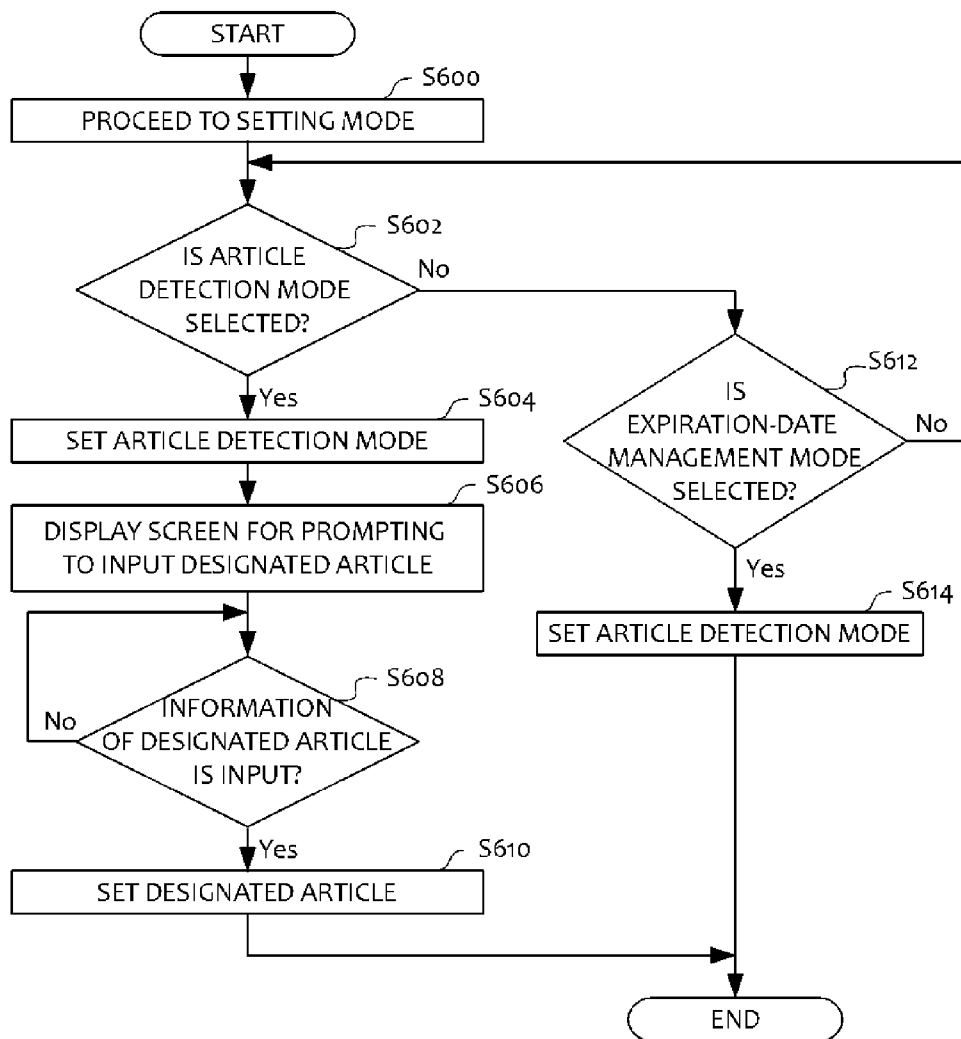 START
S600
PROCEED TO SETTING MODE
S602
IS ARTICLE
DETECTION MODE
SELECTED?
No
Yes
S604
SET ARTICLE DETECTION MODE
S606
DISPLAY SCREEN FOR PROMPTING
TO INPUT DESIGNATED ARTICLE
S608
INFORMATION
OF DESIGNATED ARTICLE
IS INPUT?
No
Yes
S610
SET DESIGNATED ARTICLE
S612
IS
EXPIRATION-DATE
MANAGEMENT MODE
SELECTED?
No
Yes
S614
SET ARTICLE DETECTION MODE
END